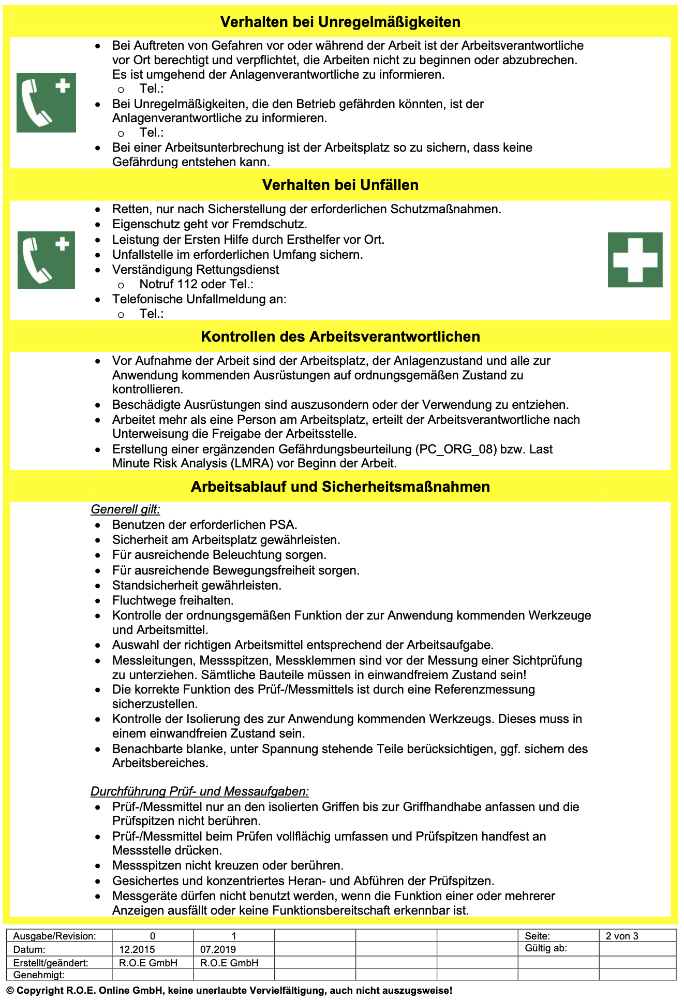 Verhalten bei Unregelmäßigkeiten
• Bei Auftreten von Gefahren vor oder während der Arbeit ist der Arbeitsverantwortliche
vor Ort berechtigt und verpflichtet, die Arbeiten nicht zu beginnen oder abzubrechen.
Es ist umgehend der Anlagenverantwortliche zu informieren.
o Tel.:
• Bei Unregelmäßigkeiten, die den Betrieb gefährden könnten, ist der
Anlagenverantwortliche zu informieren.
o Tel.:
• Bei einer Arbeitsunterbrechung ist der Arbeitsplatz so zu sichern, dass keine
Gefährdung entstehen kann.
Verhalten bei Unfällen
• Retten, nur nach Sicherstellung der erforderlichen Schutzmaßnahmen.
• Eigenschutz geht vor Fremdschutz.
• Leistung der Ersten Hilfe durch Ersthelfer vor Ort.
• Unfallstelle im erforderlichen Umfang sichern.
• Verständigung Rettungsdienst
o Notruf 112 oder Tel.:
• Telefonische Unfallmeldung an:
o Tel.:
Kontrollen des Arbeitsverantwortlichen
• Vor Aufnahme der Arbeit sind der Arbeitsplatz, der Anlagenzustand und alle zur
Anwendung kommenden Ausrüstungen auf ordnungsgemäßen Zustand zu
kontrollieren.
• Beschädigte Ausrüstungen sind auszusondern oder der Verwendung zu entziehen.
• Arbeitet mehr als eine Person am Arbeitsplatz, erteilt der Arbeitsverantwortliche nach
Unterweisung die Freigabe der Arbeitsstelle.
• Erstellung einer ergänzenden Gefährdungsbeurteilung (PC_ORG_08) bzw. Last
Minute Risk Analysis (LMRA) vor Beginn der Arbeit.
Arbeitsablauf und Sicherheitsmaßnahmen
Generell gilt:
• Benutzen der erforderlichen PSA.
• Sicherheit am Arbeitsplatz gewährleisten.
• Für ausreichende Beleuchtung sorgen.
• Für ausreichende Bewegungsfreiheit sorgen.
• Standsicherheit gewährleisten.
• Fluchtwege freihalten.
• Kontrolle der ordnungsgemäßen Funktion der zur Anwendung kommenden Werkzeuge
und Arbeitsmittel.
• Auswahl der richtigen Arbeitsmittel entsprechend der Arbeitsaufgabe.
• Messleitungen, Messspitzen, Messklemmen sind vor der Messung einer Sichtprüfung
zu unterziehen. Sämtliche Bauteile müssen in einwandfreiem Zustand sein!
• Die korrekte Funktion des Prüf-/Messmittels ist durch eine Referenzmessung
sicherzustellen.
• Kontrolle der Isolierung des zur Anwendung kommenden Werkzeugs. Dieses muss in
einem einwandfreien Zustand sein.
• Benachbarte blanke, unter Spannung stehende Teile berücksichtigen, ggf. sichern des
Arbeitsbereiches.
Durchführung Prüf- und Messaufgaben:
• Prüf-/Messmittel nur an den isolierten Griffen bis zur Griffhandhabe anfassen und die
Prüfspitzen nicht berühren.
• Prüf-/Messmittel beim Prüfen vollflächig umfassen und Prüfspitzen handfest an
Messstelle drücken.
• Messspitzen nicht kreuzen oder berühren.
• Gesichertes und konzentriertes Heran- und Abführen der Prüfspitzen.
• Messgeräte dürfen nicht benutzt werden, wenn die Funktion einer oder mehrerer
Anzeigen ausfällt oder keine Funktionsbereitschaft erkennbar ist.
Ausgabe/Revision: 0 1 Seite: 2 von 3
Datum: 12.2015 07.2019 Gültig ab:
Erstellt/geändert: R.O.E GmbH R.O.E GmbH
Genehmigt:
© Copyright R.O.E. Online GmbH, keine unerlaubte Vervielfältigung, auch nicht auszugsweise!